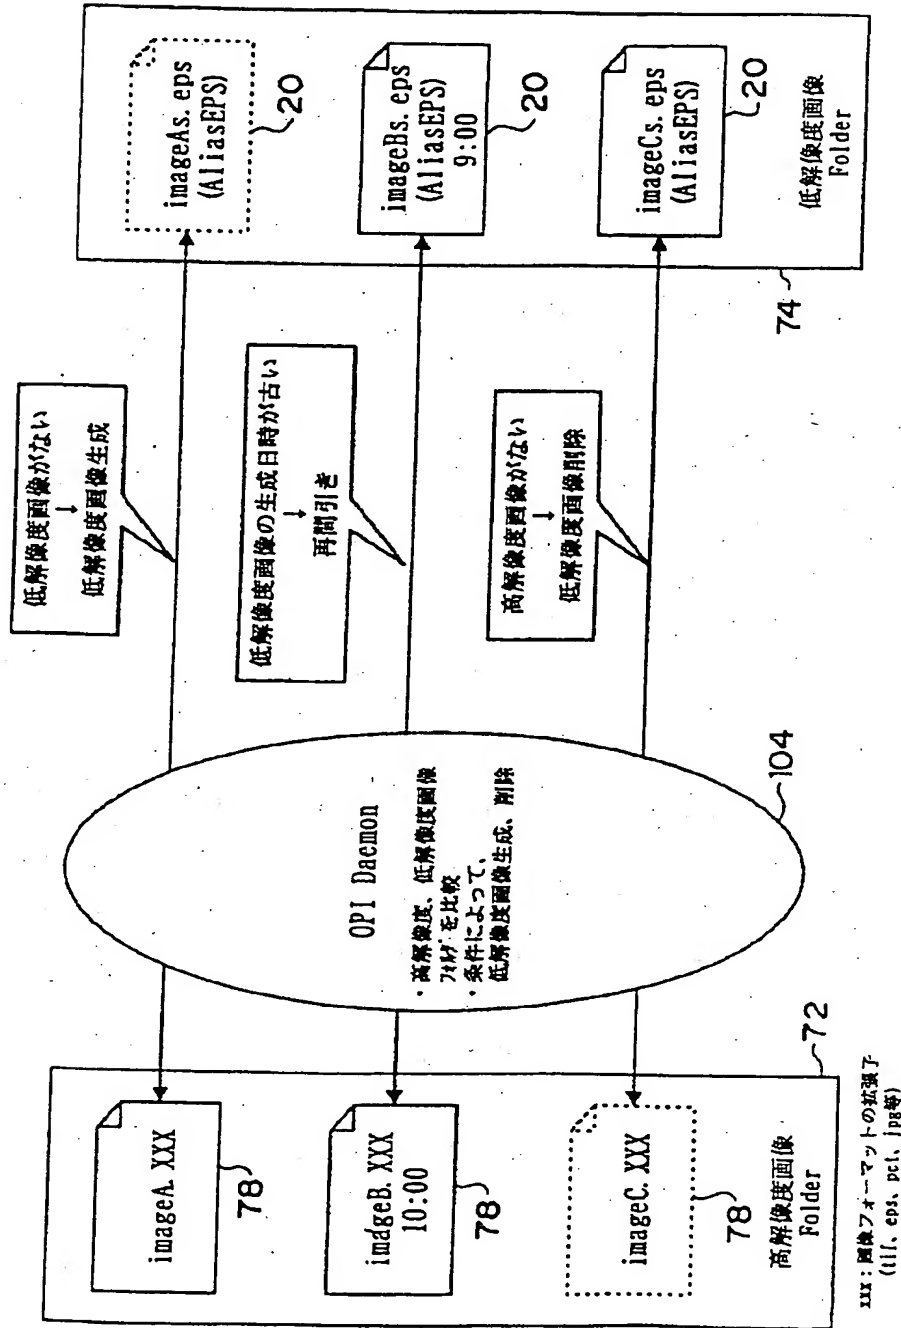 imageA.XXX
78
imageB.XXX
10:00
78
imageC.XXX
78
高解像度画像
Folder
72
xxx：画像フォーマットの拡張子
(tif、eps、pct、jpg等)
OPI Daemon
・高解像度、低解像度画像
ﾌｫﾙﾀﾞを比較
・条件によって、
低解像度画像生成、削除
104
低解像度画像がない
↓
低解像度画像生成
低解像度画像の生成日時が古い
↓
再間引き
高解像度画像がない
↓
低解像度画像削除
imageAs.eps
(AliasEPS)
20
imageBs.eps
(AliasEPS)
9:00
20
imageCs.eps
(AliasEPS)
20
低解像度画像
Folder
74